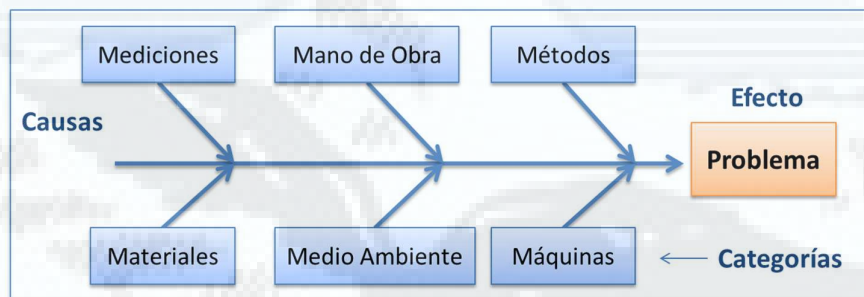 Mediciones
Mano de Obra
Métodos
Causas
Efecto
Problema
Materiales
Medio Ambiente
Máquinas
Categorías